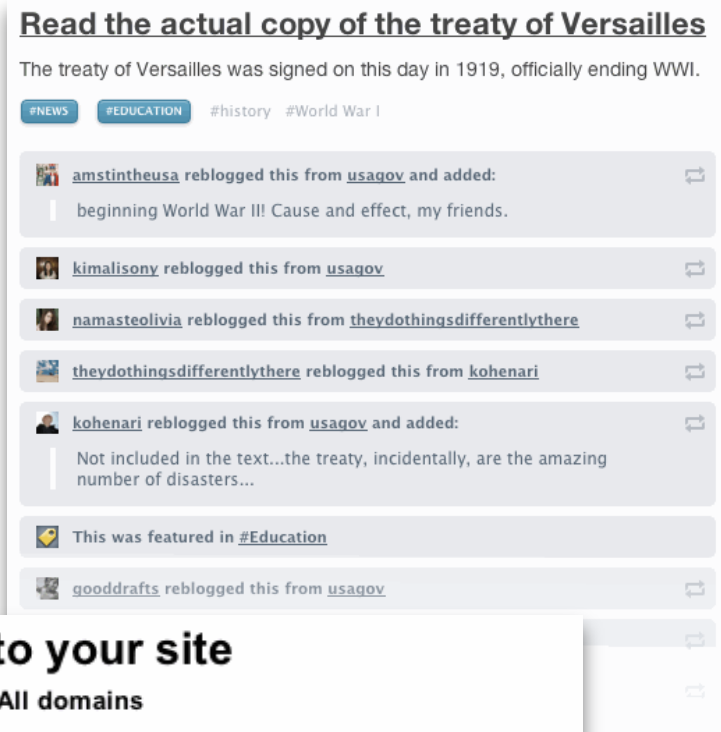 Read the actual copy of the treaty of Versailles
The treaty of Versailles was signed on this day in 1919, officially ending WWI.
#NEWS #EDUCATION #history #World War I
amstintheusa reblogged this from usagov and added:
beginning World War II! Cause and effect, my friends.
kimalisony reblogged this from usagov
namasteolivia reblogged this from theydothingsdifferentlythere
theydothingsdifferentlythere reblogged this from kohenari
kohenari reblogged this from usagov and added:
Not included in the text...the treaty, incidentally, are the amazing
number of disasters...
This was featured in #Education
gooddrafts reblogged this from usagov
to your site
All domains